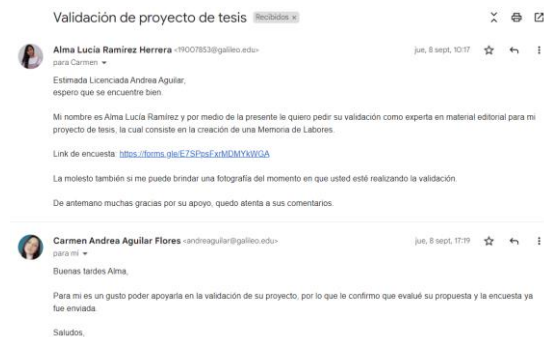 Validación de proyecto de tesis Recibidos x
Alma Lucía Ramírez Herrera <19007853@galileo.edu> jue, 8 sept, 10:17
para Carmen
Estimada Licenciada Andrea Aguilar,
espero que se encuentre bien.
Mi nombre es Alma Lucía Ramírez y por medio de la presente le quiero pedir su validación como experta en material editorial para mi
proyecto de tesis, la cual consiste en la creación de una Memoria de Labores.
Link de encuesta: https://forms.gle/E7SPpsFxrMDMYkWGA
La molesto también si me puede brindar una fotografía del momento en que usted esté realizando la validación.
De antemano muchas gracias por su apoyo, quedo atenta a sus comentarios.
Carmen Andrea Aguilar Flores <andreaguilar@galileo.edu> jue, 8 sept, 17:19
para mi
Buenas tardes Alma,
Para mi es un gusto poder apoyarla en la validación de su proyecto, por lo que le confirmo que evalué su propuesta y la encuesta ya
fue enviada.
Saludos,